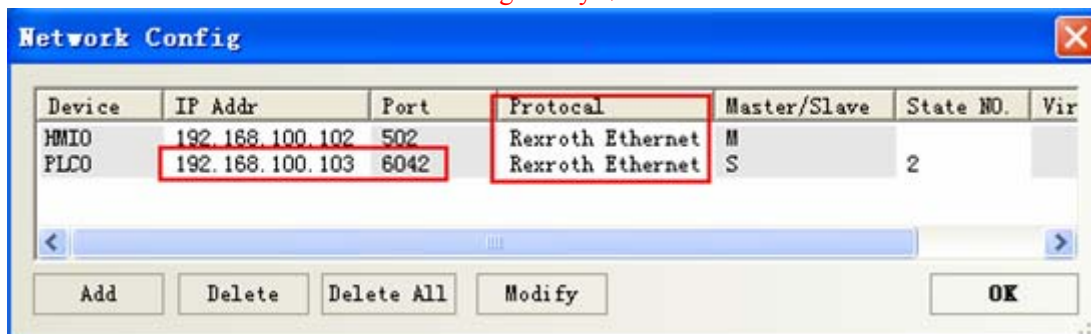 Network Config
Device IP Addr Port Protocal Master/Slave State NO. Vir
HMI0 192.168.100.102 502 Rexroth Ethernet M
PLC0 192.168.100.103 6042 Rexroth Ethernet S 2
Add Delete Delete All Modify OK